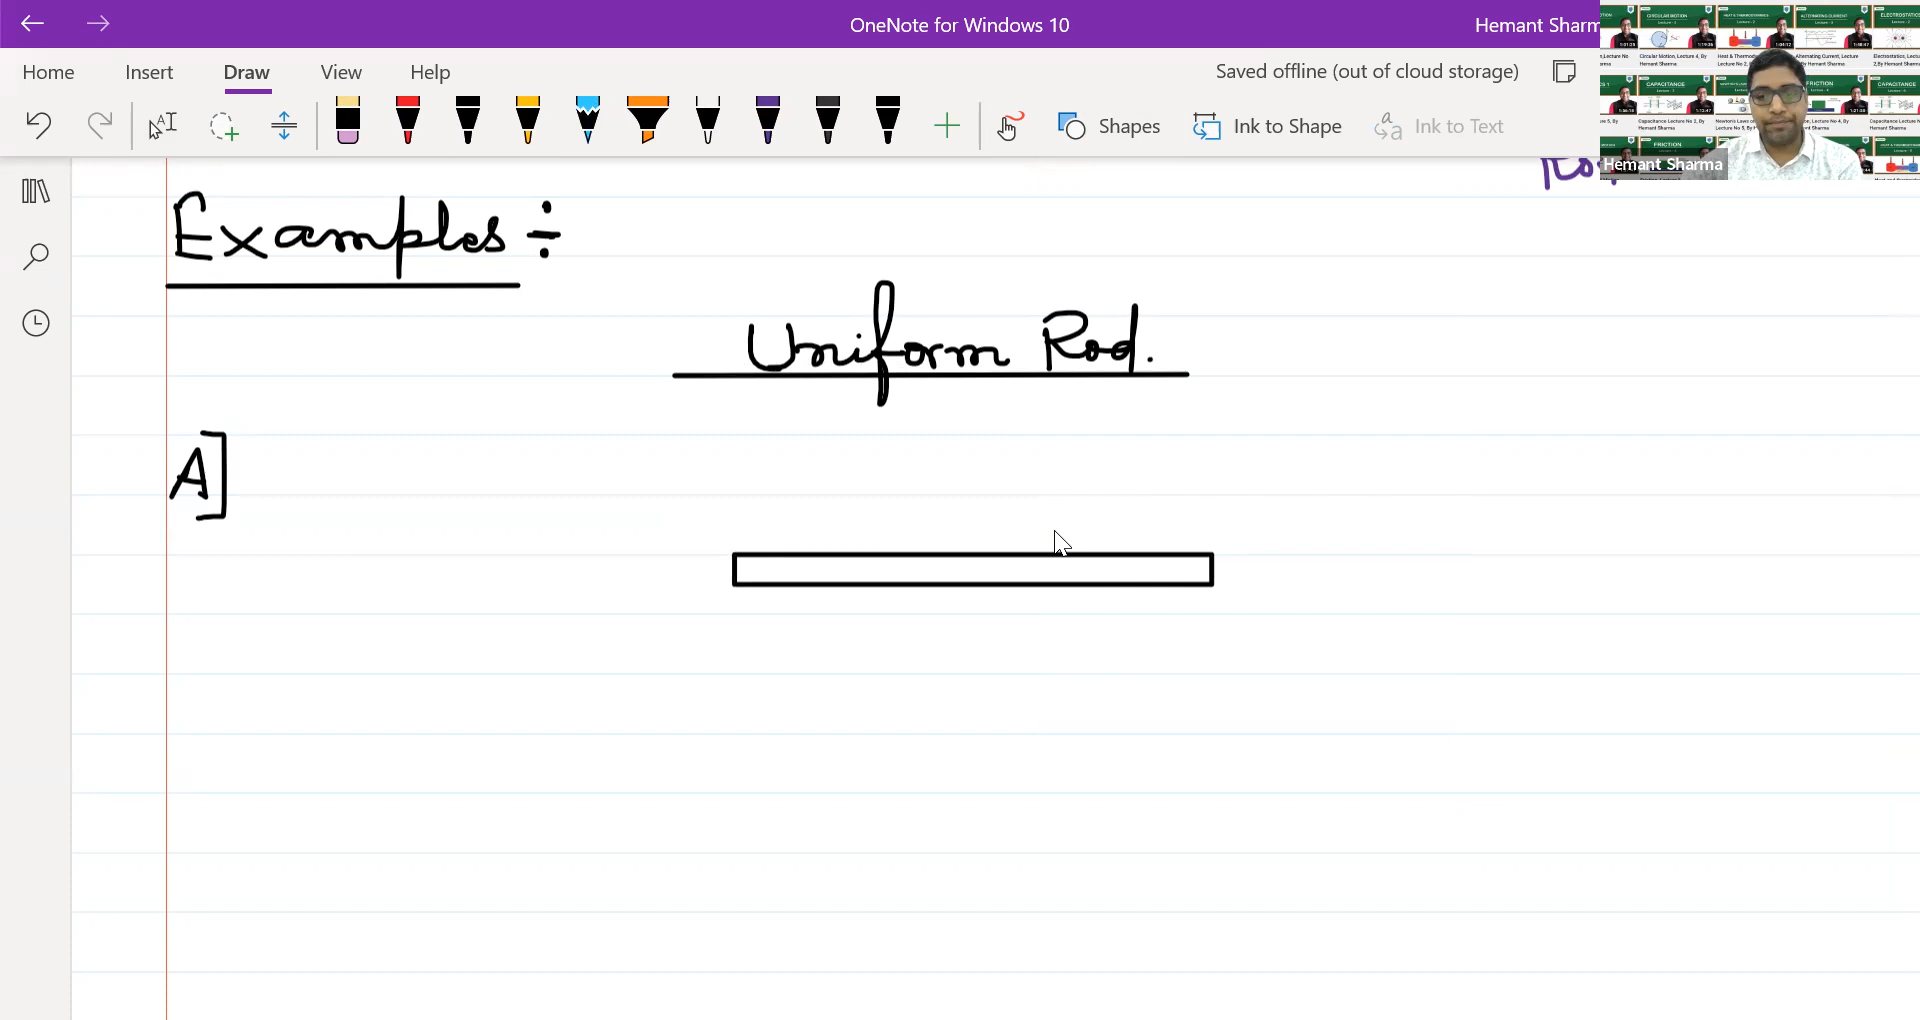 OneNote for Windows 10
Hemant Sharm
Home Insert Draw View Help
Saved offline (out of cloud storage)
Shapes Ink to Shape Ink to Text
Hemant Sharma
Examples ÷
Uniform Rod.
A]